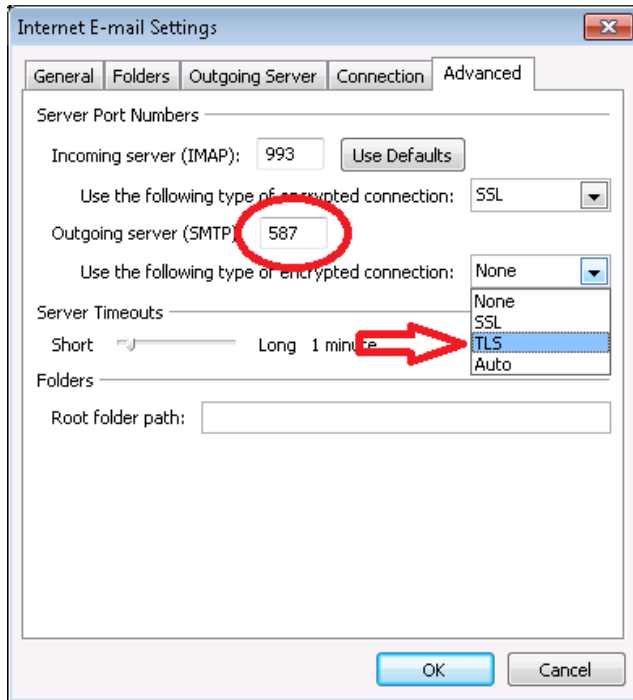 Internet E-mail Settings
General Folders Outgoing Server Connection Advanced
Server Port Numbers
Incoming server (IMAP): 993 Use Defaults
Use the following type of encrypted connection: SSL
Outgoing server (SMTP) 587
Use the following type of encrypted connection: None
None
SSL
TLS
Auto
Server Timeouts
Short Long 1 minute
Folders
Root folder path:
OK Cancel